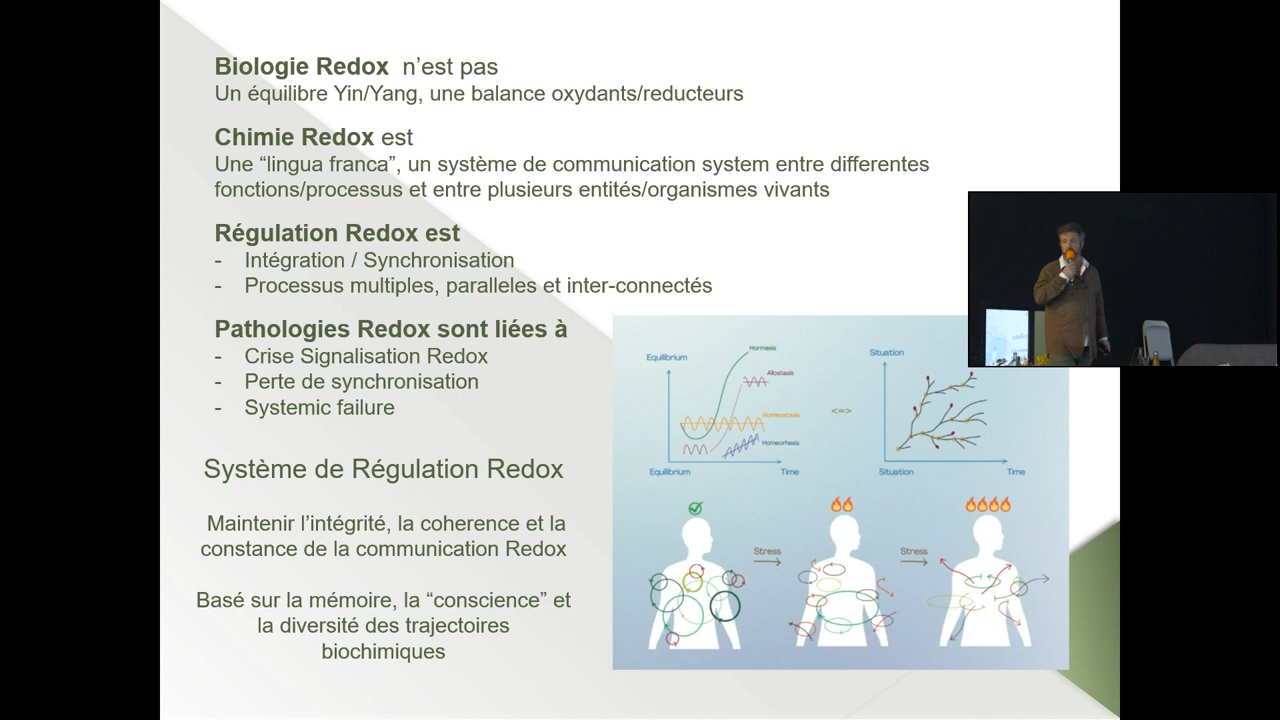 Biologie Redox n’est pas
Un équilibre Yin/Yang, une balance oxydants/reducteurs
Chimie Redox est
Une “lingua franca”, un système de communication system entre differentes
fonctions/processus et entre plusieurs entités/organismes vivants
Régulation Redox est
- Intégration / Synchronisation
- Processus multiples, paralleles et inter-connectés
Pathologies Redox sont liées à
- Crise Signalisation Redox
- Perte de synchronisation
- Systemic failure
Système de Régulation Redox
Maintenir l’intégrité, la coherence et la
constance de la communication Redox
Basé sur la mémoire, la “conscience” et
la diversité des trajectoires
biochimiques
Equilibrium
Hormesis
Allostasis
Homeostasis
Homeorhesis
Equilibrium
Time
<=>
Situation
Situation
Time
Stress
Stress